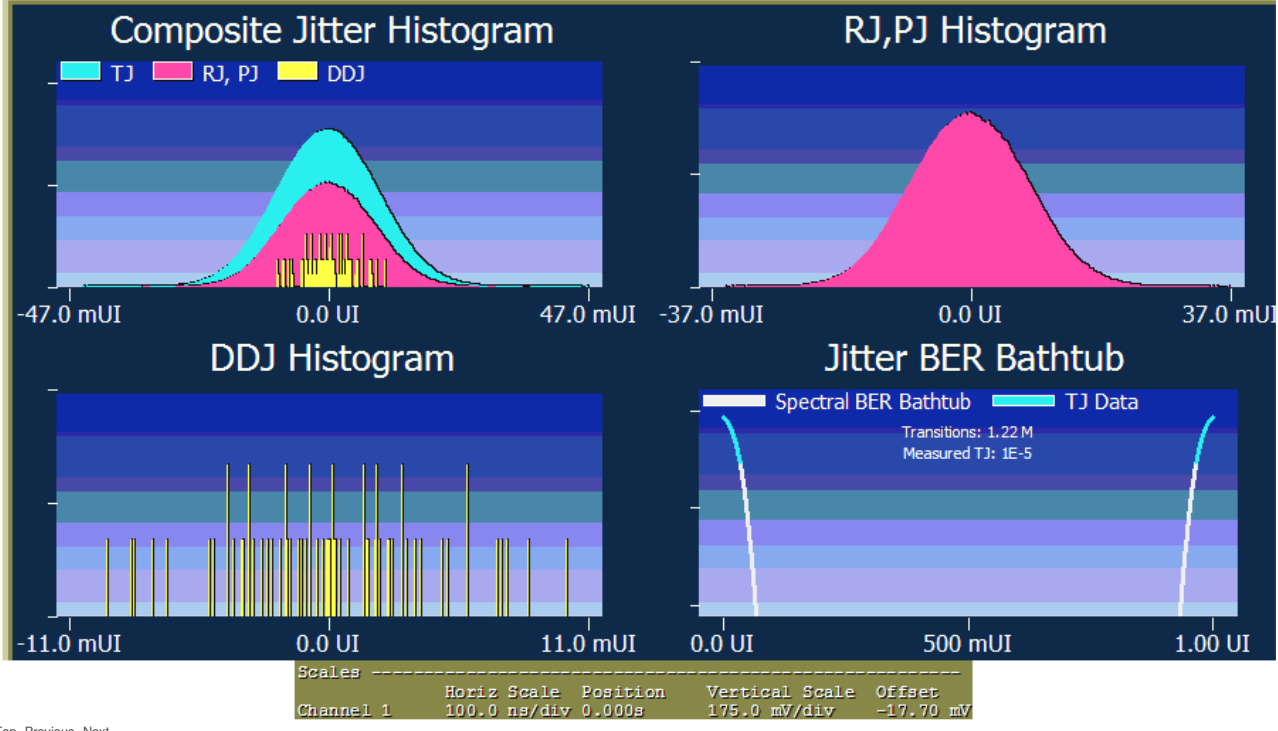 Composite Jitter Histogram
TJ RJ, PJ DDJ
-47.0 mUI 0.0 UI 47.0 mUI
RJ,PJ Histogram
-37.0 mUI 0.0 UI 37.0 mUI
DDJ Histogram
-11.0 mUI 0.0 UI 11.0 mUI
Jitter BER Bathtub
Spectral BER Bathtub TJ Data
Transitions: 1.22 M
Measured TJ: 1E-5
0.0 UI 500 mUI 1.00 UI
Scales
Horiz Scale Position Vertical Scale Offset
Channel 1 100.0 ns/div 0.000s 175.0 mV/div -17.70 mV
Previous Next